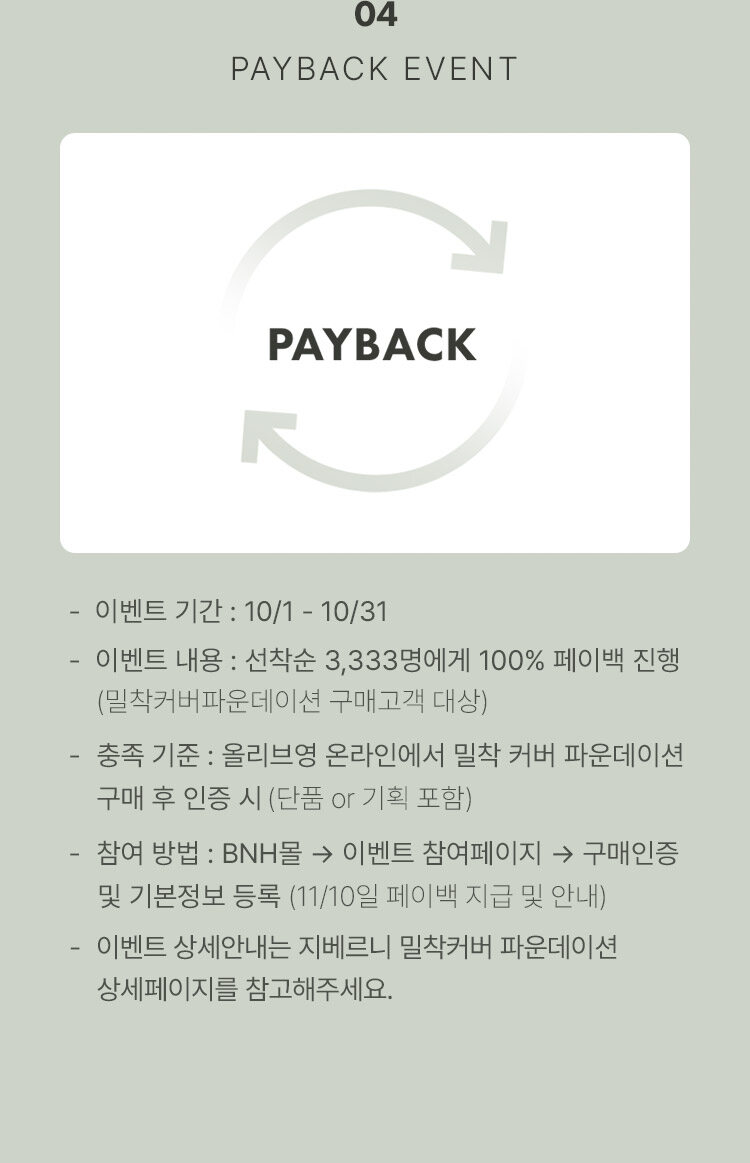 04
PAYBACK EVENT
PAYBACK
- 이벤트 기간 : 10/1 - 10/31
- 이벤트 내용 : 선착순 3,333명에게 100% 페이백 진행
(밀착커버파운데이션 구매고객 대상)
- 충족 기준 : 올리브영 온라인에서 밀착 커버 파운데이션
구매 후 인증 시 (단품 or 기획 포함)
- 참여 방법 : BNH몰 → 이벤트 참여페이지 → 구매인증
및 기본정보 등록 (11/10일 페이백 지급 및 안내)
- 이벤트 상세안내는 지베르니 밀착커버 파운데이션
상세페이지를 참고해주세요.